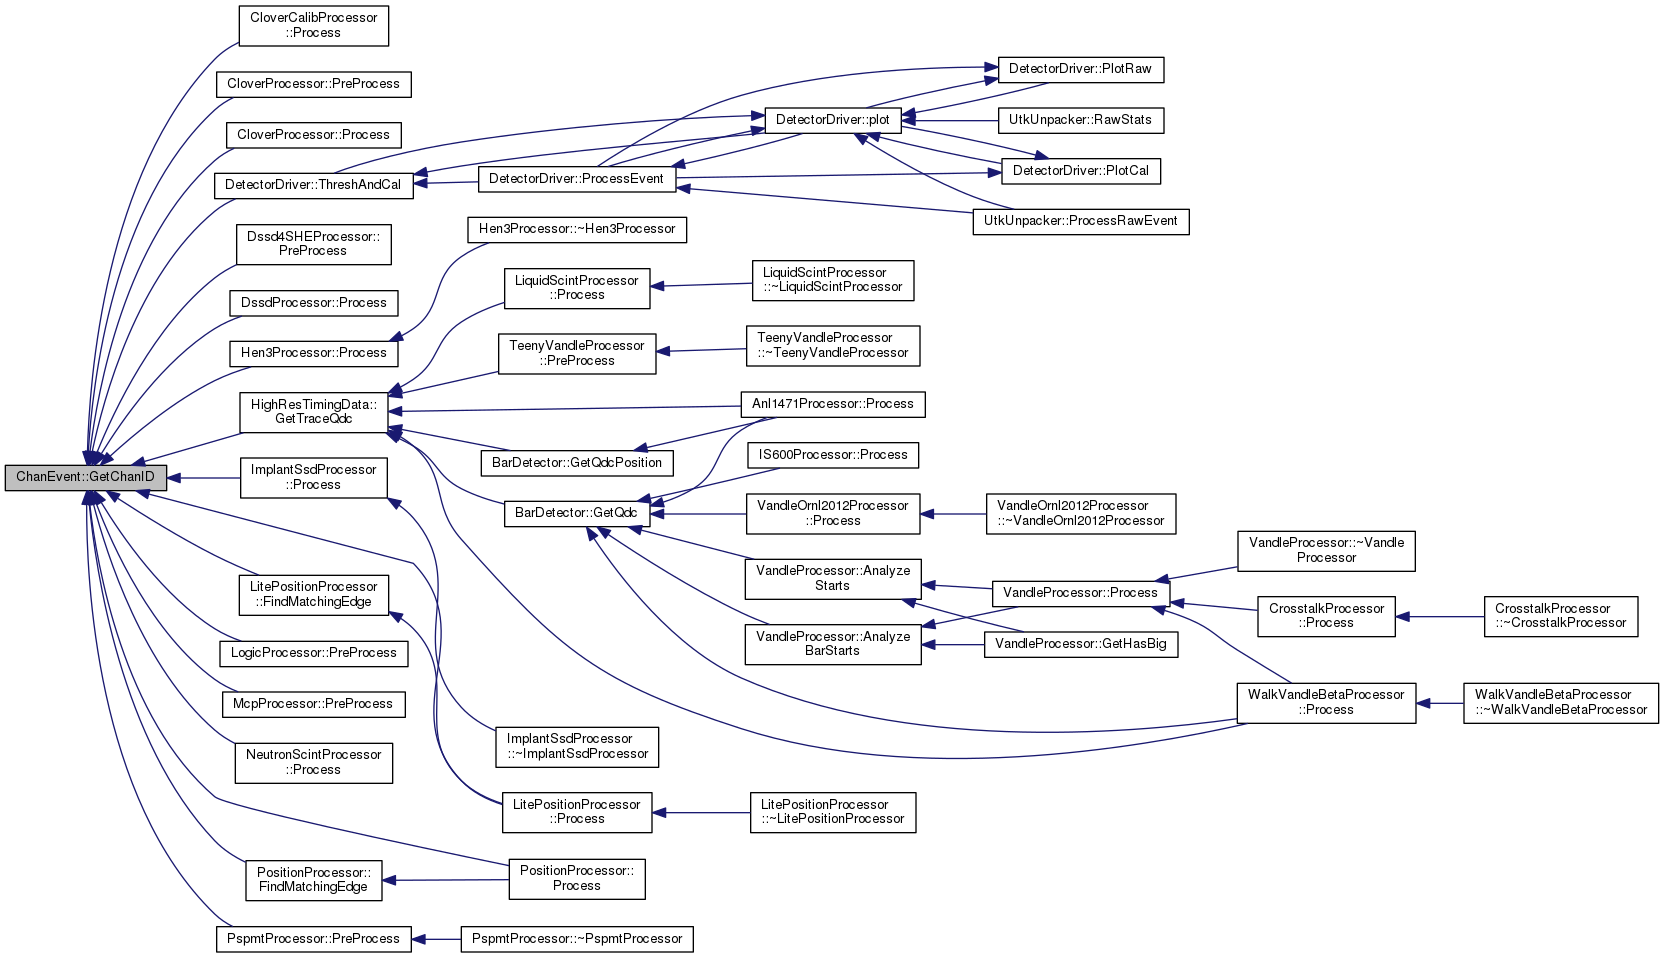 CloverCalibProcessor
::Process
CloverProcessor::PreProcess
CloverProcessor::Process
DetectorDriver::ThreshAndCal
Dssd4SHEProcessor::
PreProcess
DssdProcessor::Process
Hen3Processor::Process
HighResTimingData::
GetTraceQdc
ChanEvent::GetChanID
ImplantSsdProcessor
::Process
LitePositionProcessor
::FindMatchingEdge
LogicProcessor::PreProcess
McpProcessor::PreProcess
NeutronScintProcessor
::Process
PositionProcessor::
FindMatchingEdge
PspmtProcessor::PreProcess
DetectorDriver::ProcessEvent
Hen3Processor::~Hen3Processor
LiquidScintProcessor
::Process
TeenyVandleProcessor
::PreProcess
BarDetector::GetQdcPosition
BarDetector::GetQdc
ImplantSsdProcessor
::~ImplantSsdProcessor
LitePositionProcessor
::Process
PositionProcessor::
Process
PspmtProcessor::~PspmtProcessor
DetectorDriver::plot
LiquidScintProcessor
::~LiquidScintProcessor
TeenyVandleProcessor
::~TeenyVandleProcessor
Anl1471Processor::Process
IS600Processor::Process
VandleOrnl2012Processor
::Process
VandleProcessor::Analyze
Starts
VandleProcessor::Analyze
BarStarts
LitePositionProcessor
::~LitePositionProcessor
DetectorDriver::PlotRaw
UtkUnpacker::RawStats
DetectorDriver::PlotCal
UtkUnpacker::ProcessRawEvent
VandleOrnl2012Processor
::~VandleOrnl2012Processor
VandleProcessor::Process
VandleProcessor::GetHasBig
VandleProcessor::~Vandle
Processor
CrosstalkProcessor
::Process
WalkVandleBetaProcessor
::Process
CrosstalkProcessor
::~CrosstalkProcessor
WalkVandleBetaProcessor
::~WalkVandleBetaProcessor